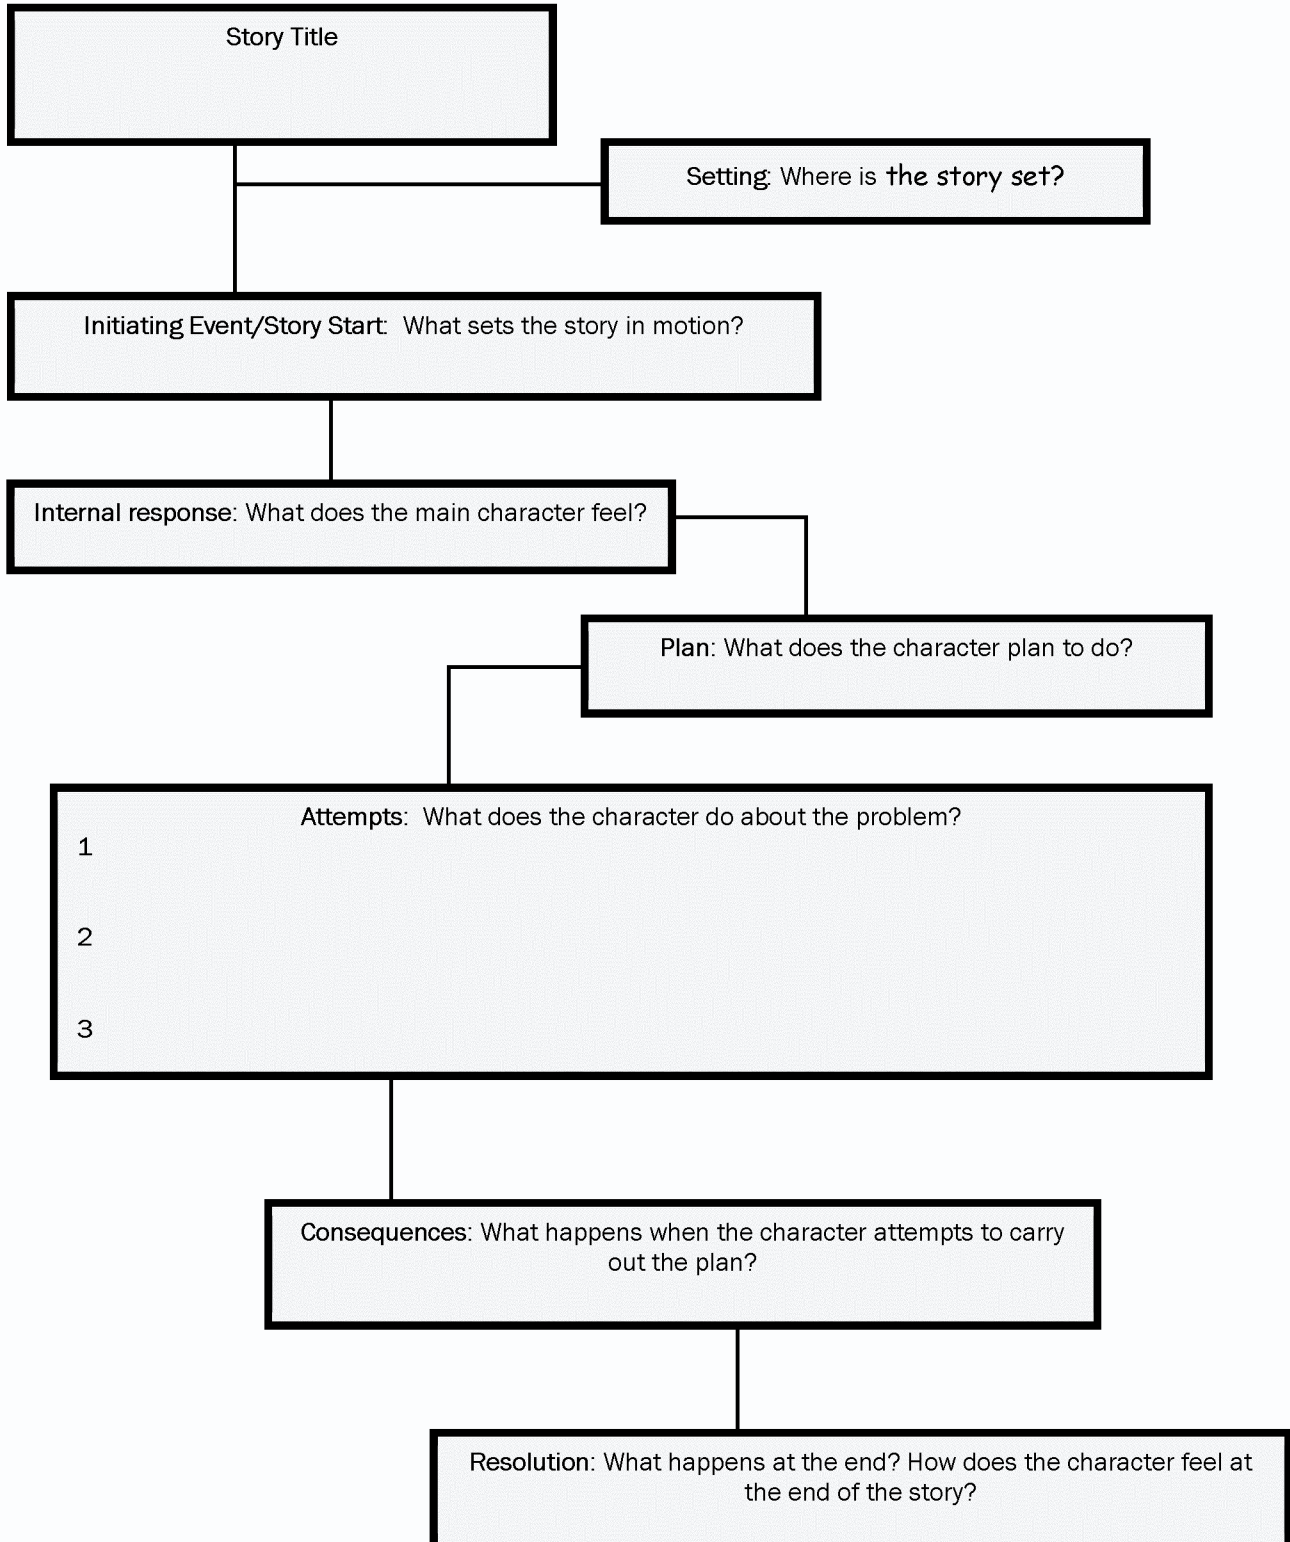 Story Title
Setting: Where is the story set?
Initiating Event/Story Start:  What sets the story in motion?
Internal response: What does the main character feel?
Plan: What does the character plan to do?
Attempts:  What does the character do about the problem?
1
2
3
Consequences: What happens when the character attempts to carry
out the plan?
Resolution: What happens at the end? How does the character feel at
the end of the story?